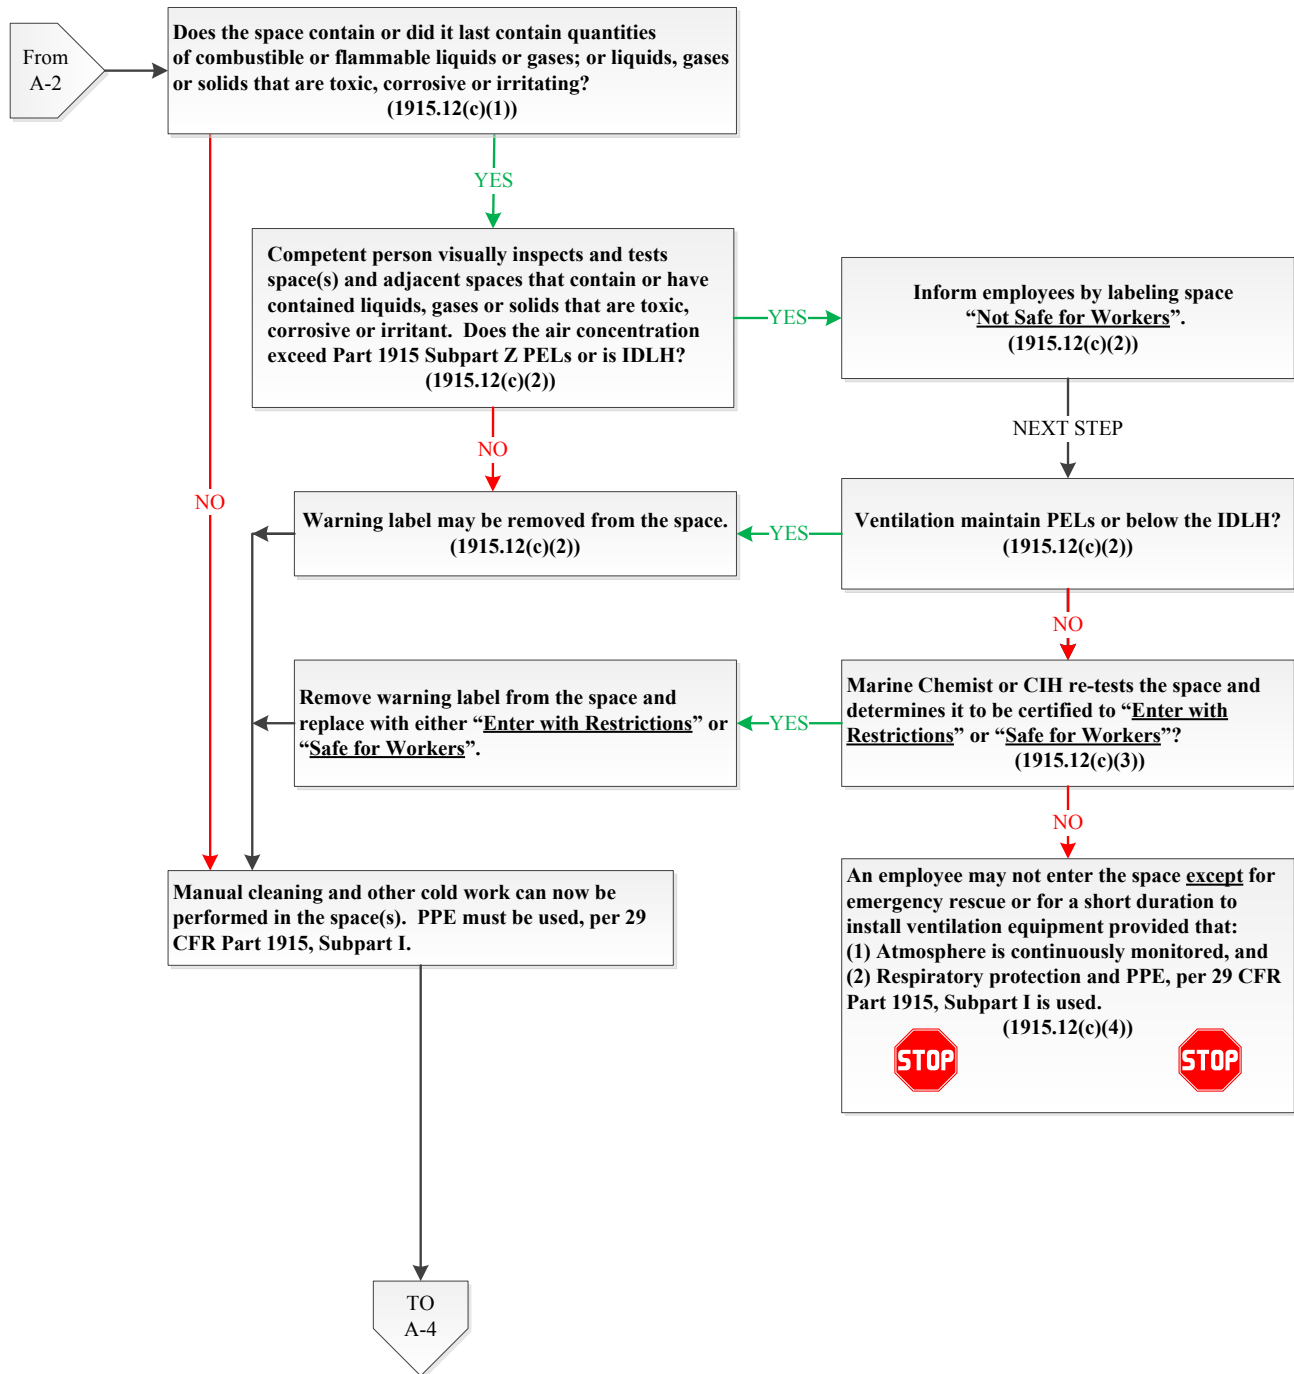 From
A-2
Does the space contain or did it last contain quantities
of combustible or flammable liquids or gases; or liquids, gases
or solids that are toxic, corrosive or irritating?
(1915.12(c)(1))
YES
Competent person visually inspects and tests
space(s) and adjacent spaces that contain or have
contained liquids, gases or solids that are toxic,
corrosive or irritant.  Does the air concentration
exceed Part 1915 Subpart Z PELs or is IDLH?
(1915.12(c)(2))
YES
Inform employees by labeling space
“Not Safe for Workers”.
(1915.12(c)(2))
NEXT STEP
NO
NO
Warning label may be removed from the space.
(1915.12(c)(2))
YES
Ventilation maintain PELs or below the IDLH?
(1915.12(c)(2))
NO
Remove warning label from the space and
replace with either “Enter with Restrictions” or
“Safe for Workers”.
YES
Marine Chemist or CIH re-tests the space and
determines it to be certified to “Enter with
Restrictions” or “Safe for Workers”?
(1915.12(c)(3))
NO
Manual cleaning and other cold work can now be
performed in the space(s).  PPE must be used, per 29
CFR Part 1915, Subpart I.
An employee may not enter the space except for
emergency rescue or for a short duration to
install ventilation equipment provided that:
(1) Atmosphere is continuously monitored, and
(2) Respiratory protection and PPE, per 29 CFR
Part 1915, Subpart I is used.
(1915.12(c)(4))
STOP
STOP
TO
A-4